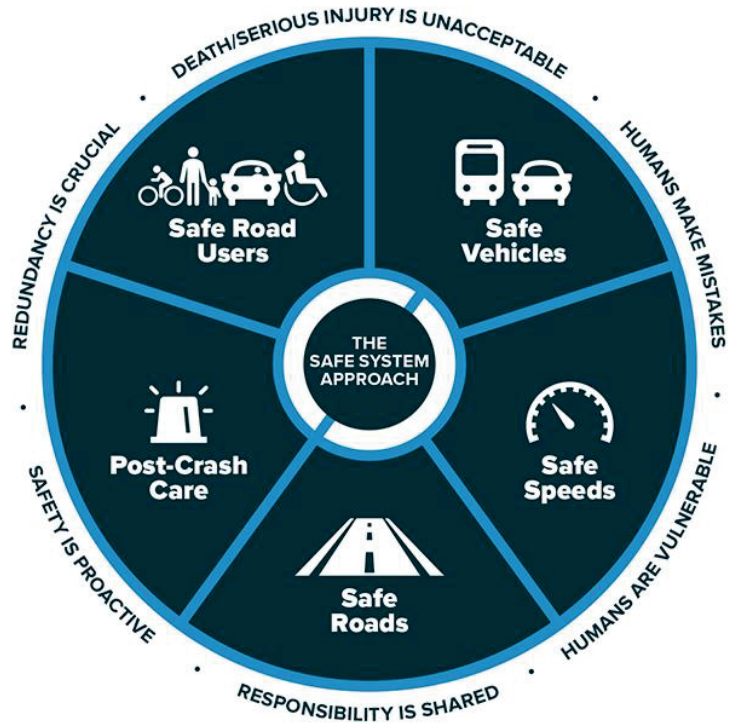 DEATH/SERIOUS INJURY IS UNACCEPTABLE
HUMANS MAKE MISTAKES
HUMANS ARE VULNERABLE
RESPONSIBILITY IS SHARED
SAFETY IS PROACTIVE
REDUNDANCY IS CRUCIAL
Safe Road
Users
Safe
Vehicles
Safe
Speeds
Safe
Roads
Post-Crash
Care
THE
SAFE SYSTEM
APPROACH